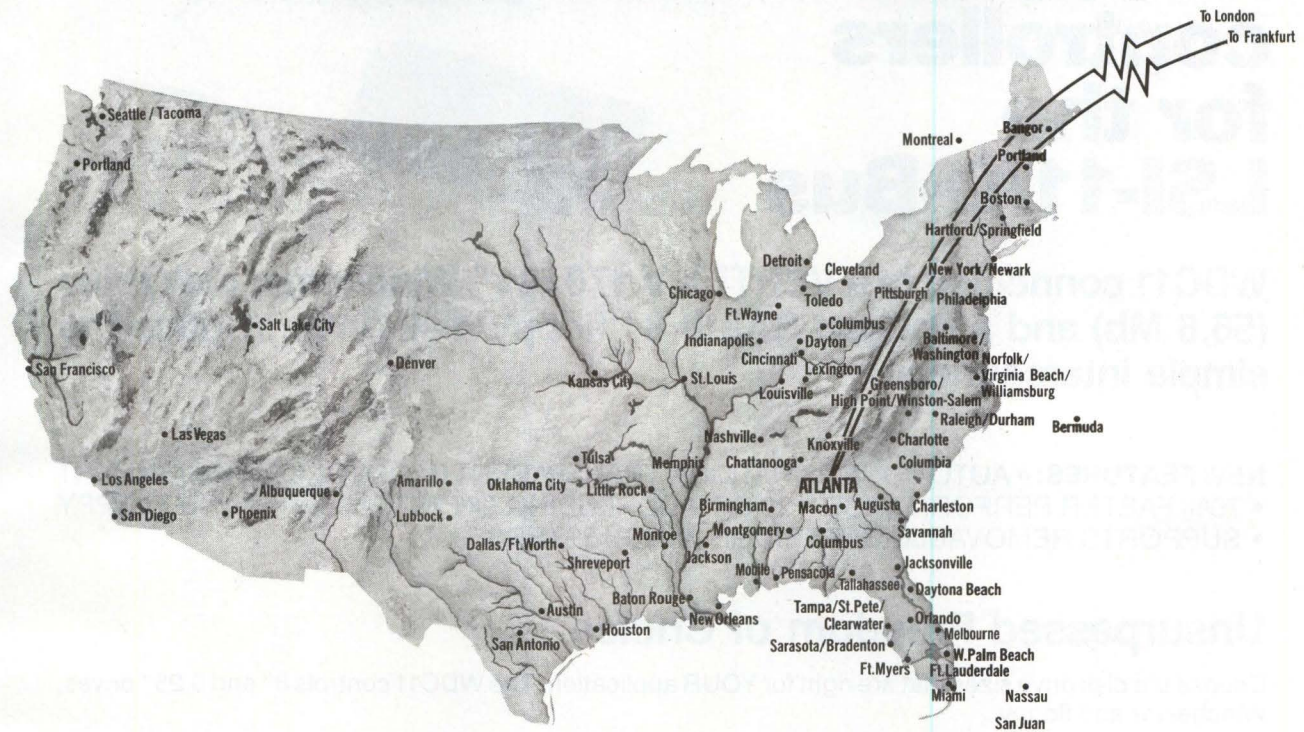 To London
To Frankfurt
Seattle / Tacoma
Portland
Montreal
Bangor
Portland
Boston
Hartford/Springfield
Detroit
Cleveland
New York/Newark
Chicago
Toledo
Pittsburgh
Philadelphia
Ft.Wayne
Salt Lake City
Columbus
Indianapolis
Dayton
Baltimore/
Washington
Cincinnati
Norfolk/
Virginia Beach/
Williamsburg
San Francisco
Denver
Kansas City
St.Louis
Lexington
Louisville
Greensboro/
High Point/Winston-Salem
Raleigh/Durham
Bermuda
Las Vegas
Nashville
Knoxville
Charlotte
Tulsa
Memphis
Chattanooga
Columbia
Los Angeles
Albuquerque
Amarillo
Oklahoma City
Little Rock
ATLANTA
San Diego
Phoenix
Lubbock
Birmingham
Macon
Augusta
Charleston
Savannah
Monroe
Montgomery
Columbus
Dallas/Ft.Worth
Shreveport
Jackson
Jacksonville
Mobile
Pensacola
Tallahassee
Daytona Beach
Austin
Baton Rouge
New Orleans
Tampa/St.Pete/
Clearwater
Orlando
Houston
San Antonio
Melbourne
Sarasota/Bradenton
W.Palm Beach
Ft.Myers
Ft.Lauderdale
Miami
Nassau
San Juan